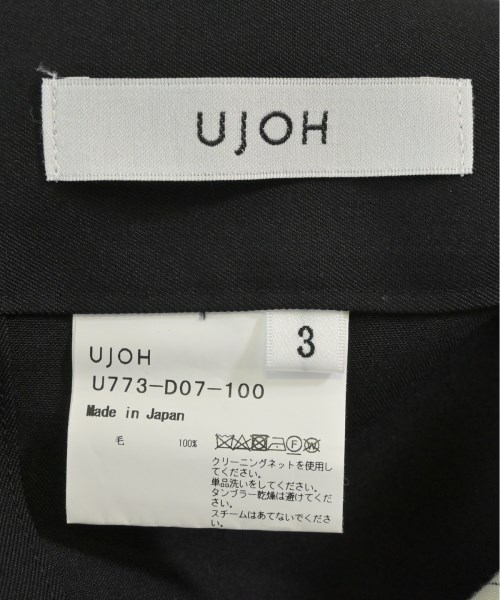 UJOH
3
UJOH
U773-D07-100
Made in Japan
毛 100%
クリーニングネットを使用し
てください。
単品洗いをしてください。
タンブラー乾燥は避けてくだ
さい。
スチームはあてないでくださ
い。